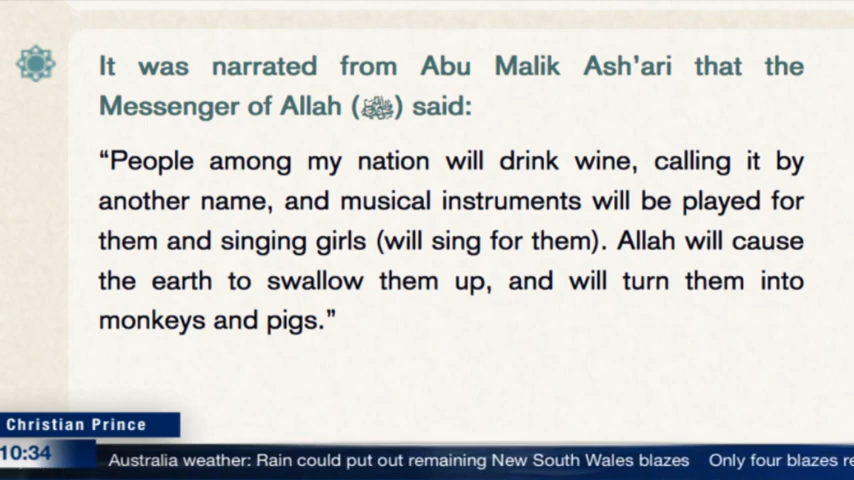 It was narrated from Abu Malik Ash’ari that the
Messenger of Allah (ﷺ) said:
“People among my nation will drink wine, calling it by
another name, and musical instruments will be played for
them and singing girls (will sing for them). Allah will cause
the earth to swallow them up, and will turn them into
monkeys and pigs.”
Christian Prince
10:34
Australia weather: Rain could put out remaining New South Wales blazes Only four blazes re